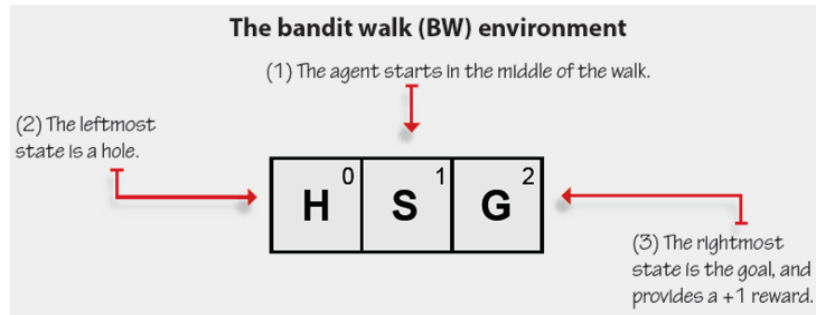 The bandit walk (BW) environment
(1) The agent starts in the middle of the walk.
(2) The leftmost
state is a hole.
H 0 S 1 G 2
(3) The rightmost
state is the goal, and
provides a +1 reward.